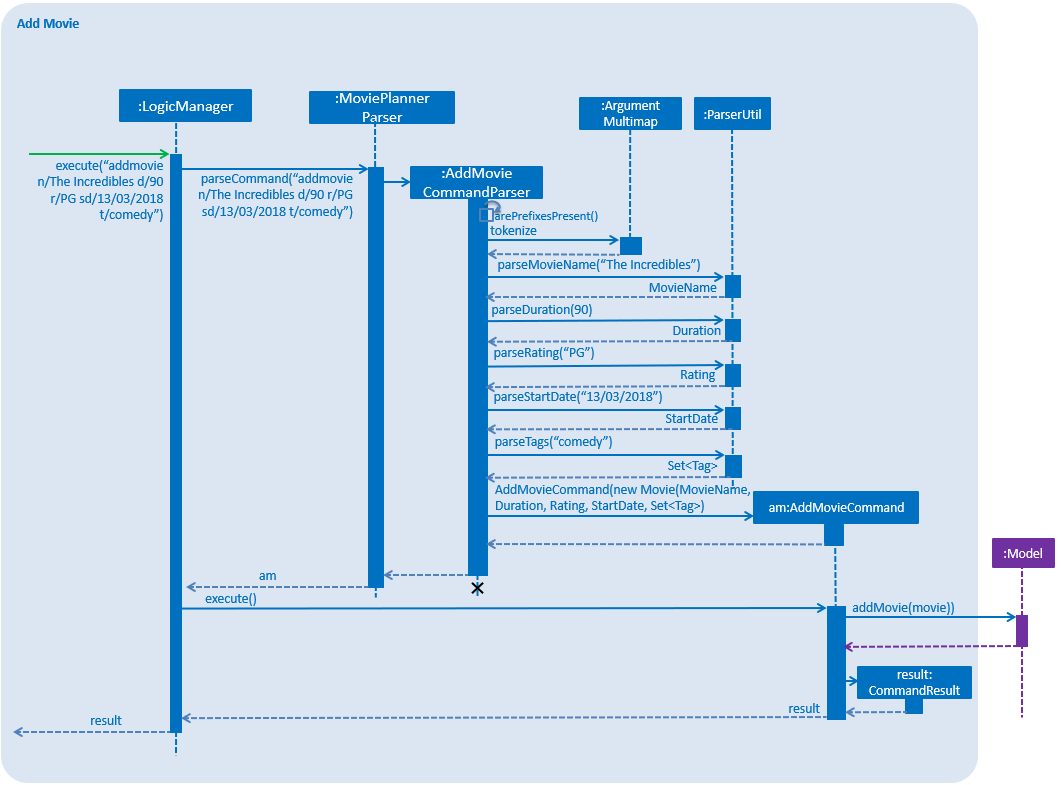 Add Movie
:LogicManager
:MoviePlanner
Parser
:Argument
Multimap
:ParserUtil
execute(“addmovie
n/The Incredibles d/90
r/PG sd/13/03/2018
t/comedy”)
parseCommand(“addmovie
n/The Incredibles d/90 r/PG
sd/13/03/2018 t/comedy”)
:AddMovie
CommandParser
arePrefixesPresent()
tokenize
parseMovieName(“The Incredibles”)
MovieName
parseDuration(90)
Duration
parseRating(“PG”)
Rating
parseStartDate(“13/03/2018”)
StartDate
parseTags(“comedy”)
Set<Tag>
AddMovieCommand(new Movie(MovieName,
Duration, Rating, StartDate, Set<Tag>)
am:AddMovieCommand
:Model
am
execute()
addMovie(movie))
result:
CommandResult
result
result